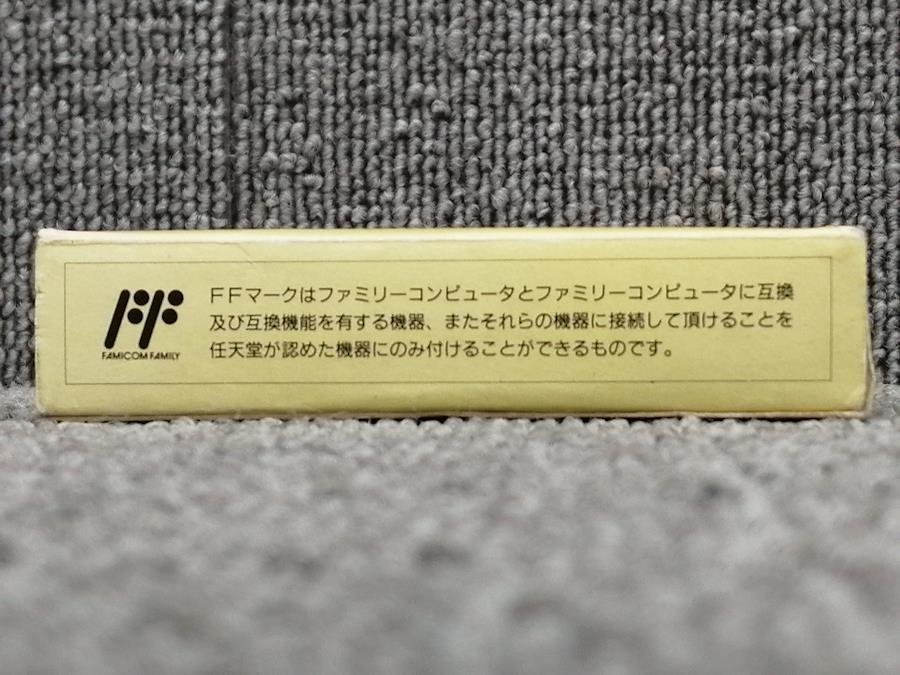 FAMICOM FAMILY
FFマークはファミリーコンピュータとファミリーコンピュータに互換
及び互換機能を有する機器、またそれらの機器に接続して頂けることを
任天堂が認めた機器にのみ付けることができるものです。